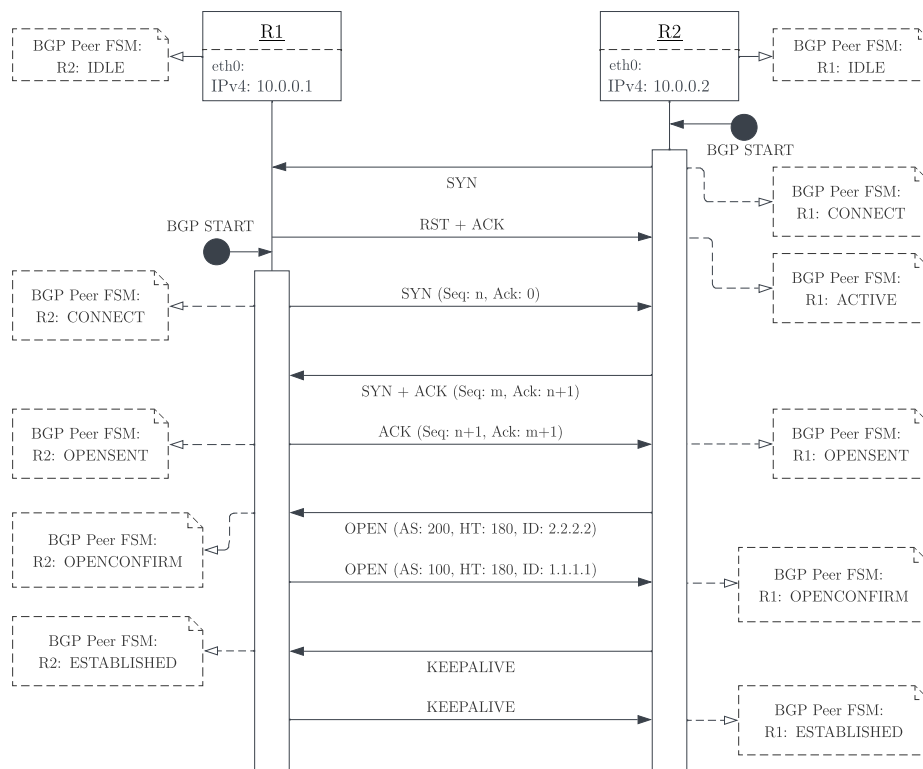 R1
eth0:
IPv4: 10.0.0.1
R2
eth0:
IPv4: 10.0.0.2
BGP Peer FSM:
R2: IDLE
BGP Peer FSM:
R1: IDLE
BGP START
SYN
BGP Peer FSM:
R1: CONNECT
BGP START
RST + ACK
BGP Peer FSM:
R1: ACTIVE
BGP Peer FSM:
R2: CONNECT
SYN (Seq: n, Ack: 0)
SYN + ACK (Seq: m, Ack: n+1)
BGP Peer FSM:
R2: OPENSENT
ACK (Seq: n+1, Ack: m+1)
BGP Peer FSM:
R1: OPENSENT
BGP Peer FSM:
R2: OPENCONFIRM
OPEN (AS: 200, HT: 180, ID: 2.2.2.2)
OPEN (AS: 100, HT: 180, ID: 1.1.1.1)
BGP Peer FSM:
R1: OPENCONFIRM
BGP Peer FSM:
R2: ESTABLISHED
KEEPALIVE
KEEPALIVE
BGP Peer FSM:
R1: ESTABLISHED